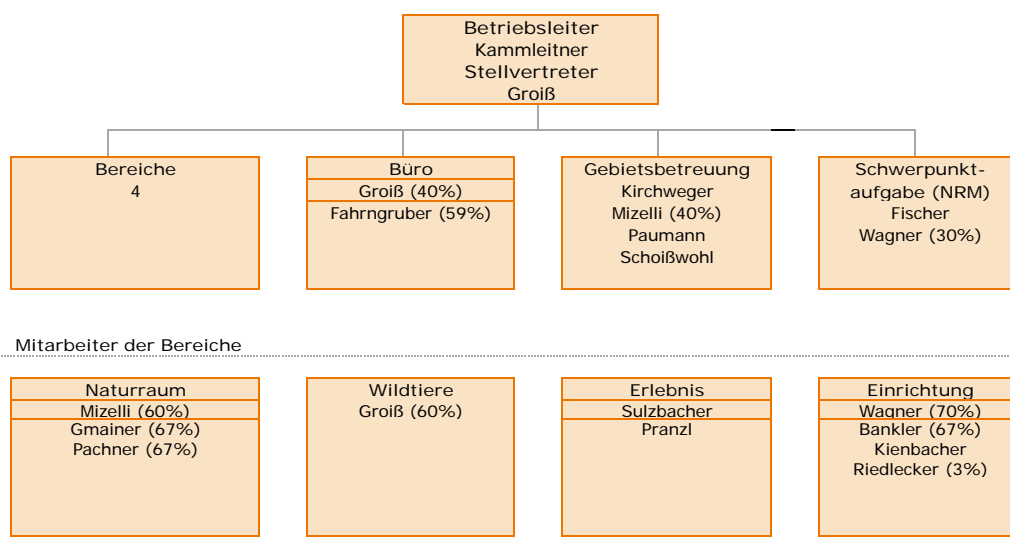 Betriebsleiter
Kammleitner
Stellvertreter
Groiß
Bereiche
4
Büro
Groiß (40%)
Fahrngruber (59%)
Gebietsbetreuung
Kirchweger
Mizelli (40%)
Paumann
Schoißwohl
Schwerpunkt-
aufgabe (NRM)
Fischer
Wagner (30%)
Mitarbeiter der Bereiche
Naturraum
Mizelli (60%)
Gmainer (67%)
Pachner (67%)
Wildtiere
Groiß (60%)
Erlebnis
Sulzbacher
Pranzl
Einrichtung
Wagner (70%)
Bankler (67%)
Kienbacher
Riedlecker (3%)